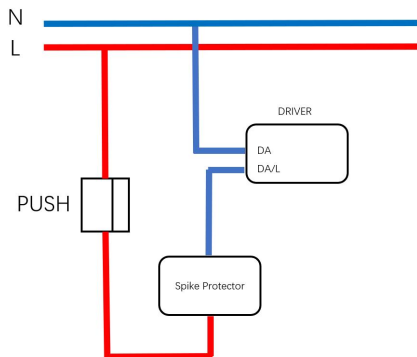 N
L
DRIVER
DA
DA/L
PUSH
Spike Protector